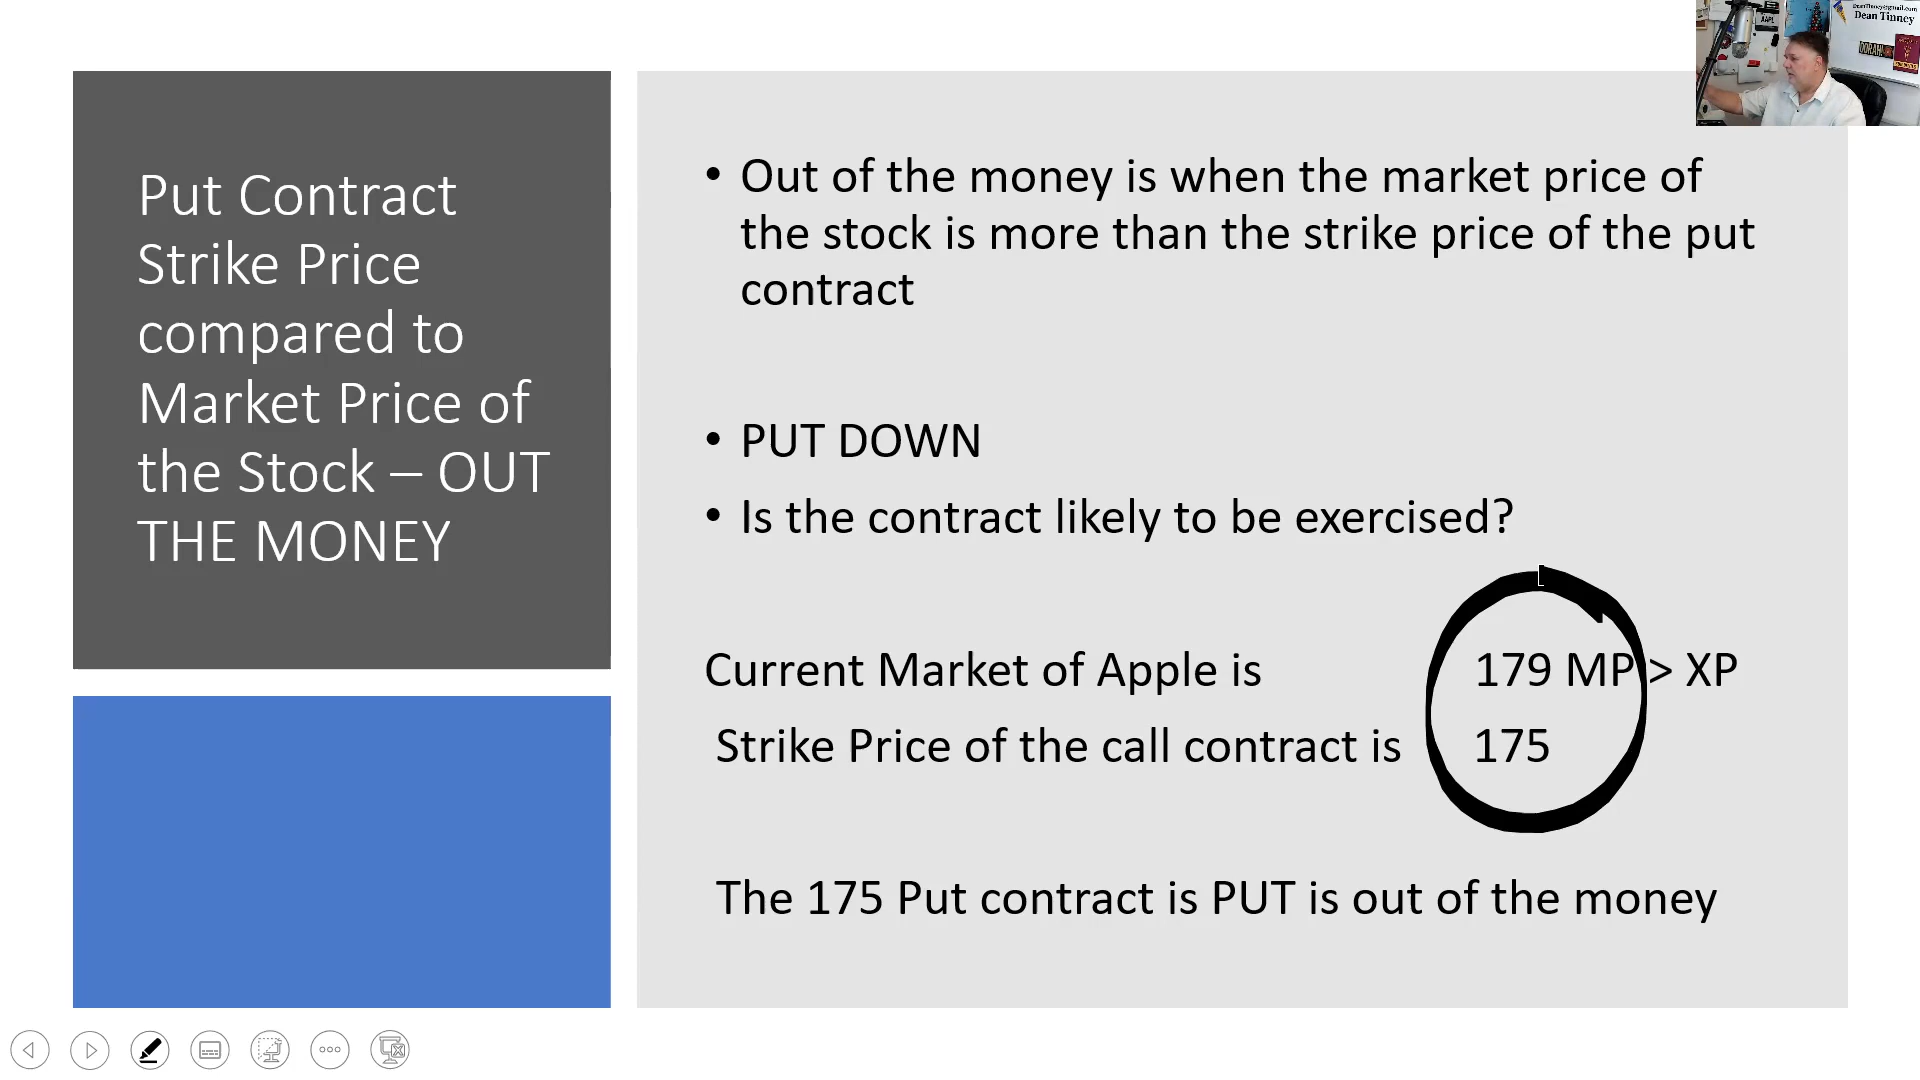 Put Contract
Strike Price
compared to
Market Price of
the Stock – OUT
THE MONEY
• Out of the money is when the market price of
the stock is more than the strike price of the put
contract
• PUT DOWN
• Is the contract likely to be exercised?
Current Market of Apple is 179 MP > XP
Strike Price of the call contract is 175
The 175 Put contract is PUT is out of the money
AAPL
Dean Tinney